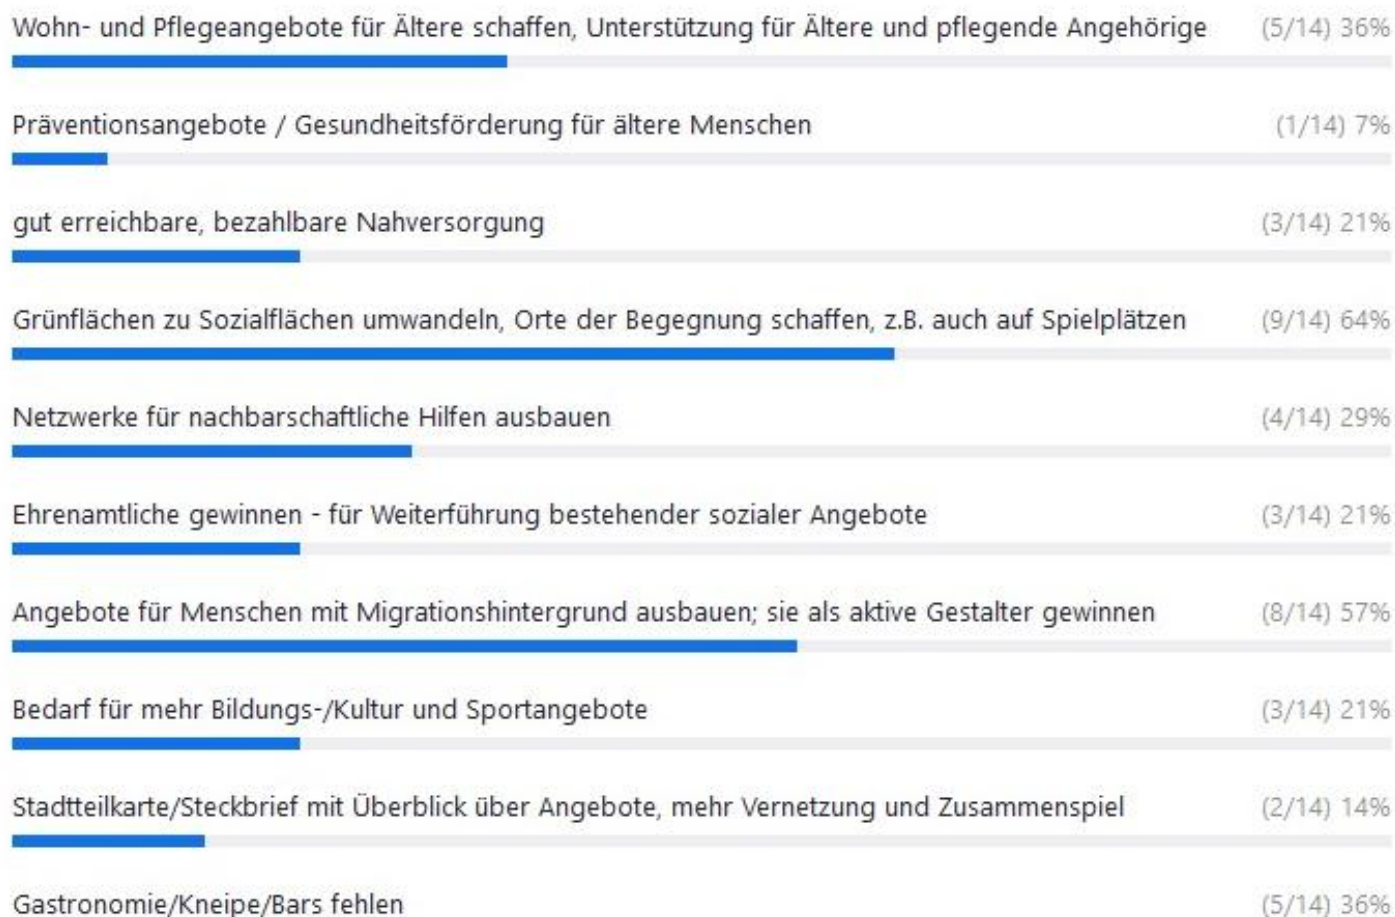 Wohn- und Pflegeangebote für Ältere schaffen, Unterstützung für Ältere und pflegende Angehörige (5/14) 36%
Präventionsangebote / Gesundheitsförderung für ältere Menschen (1/14) 7%
gut erreichbare, bezahlbare Nahversorgung (3/14) 21%
Grünflächen zu Sozialflächen umwandeln, Orte der Begegnung schaffen, z.B. auch auf Spielplätzen (9/14) 64%
Netzwerke für nachbarschaftliche Hilfen ausbauen (4/14) 29%
Ehrenamtliche gewinnen - für Weiterführung bestehender sozialer Angebote (3/14) 21%
Angebote für Menschen mit Migrationshintergrund ausbauen; sie als aktive Gestalter gewinnen (8/14) 57%
Bedarf für mehr Bildungs-/Kultur und Sportangebote (3/14) 21%
Stadtteilkarte/Steckbrief mit Überblick über Angebote, mehr Vernetzung und Zusammenspiel (2/14) 14%
Gastronomie/Kneipe/Bars fehlen (5/14) 36%